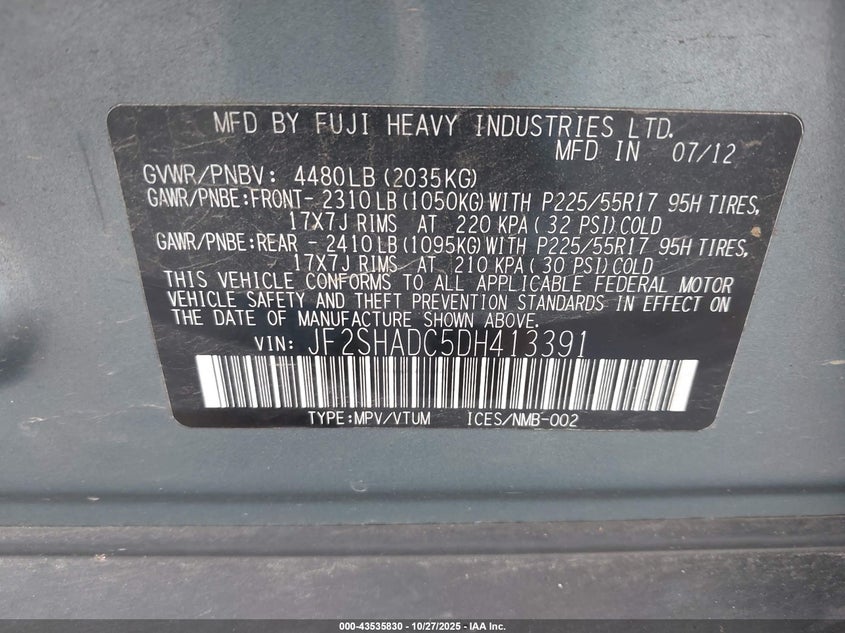 MFD BY FUJI HEAVY INDUSTRIES LTD.
MFD IN 07/12
GVWR/PNBV: 4480LB(2035KG)
GAWR/PNBE:FRONT- 2310LB(1050KG)WITH P225/55R17 95H TIRES,
17X7J RIMS AT 220 KPA( 32 PSI)COLD
GAWR/PNBE:REAR - 2410LB(1095KG)WITH P225/55R17 95H TIRES,
17X7J RIMS AT 210 KPA( 30 PSI)COLD
THIS VEHICLE CONFORMS TO ALL APPLICABLE FEDERAL MOTOR
VEHICLE SAFETY AND THEFT PREVENTION STANDARDS IN EFFECT ON
THE DATE OF MANUFACTURE SHOWN ABOVE.
VIN: JF2SHADC5DH413391
TYPE:MPV/VTUM ICES/NMB-002
000-43535830 - 10/27/2025 - IAA Inc.